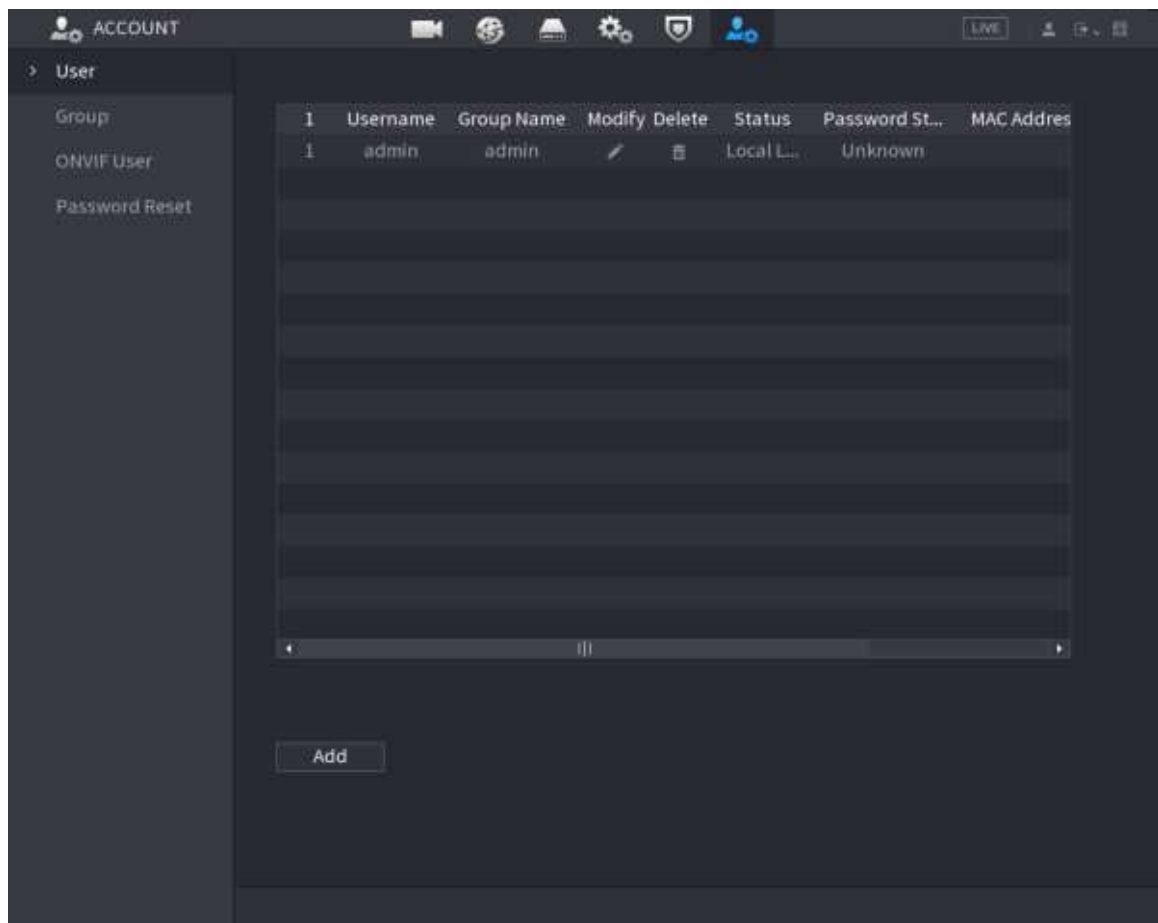 ACCOUNT LIVE
User
Group
ONVIF User
Password Reset
1 Username Group Name Modify Delete Status Password St... MAC Addres
1 admin admin Local L... Unknown
Add